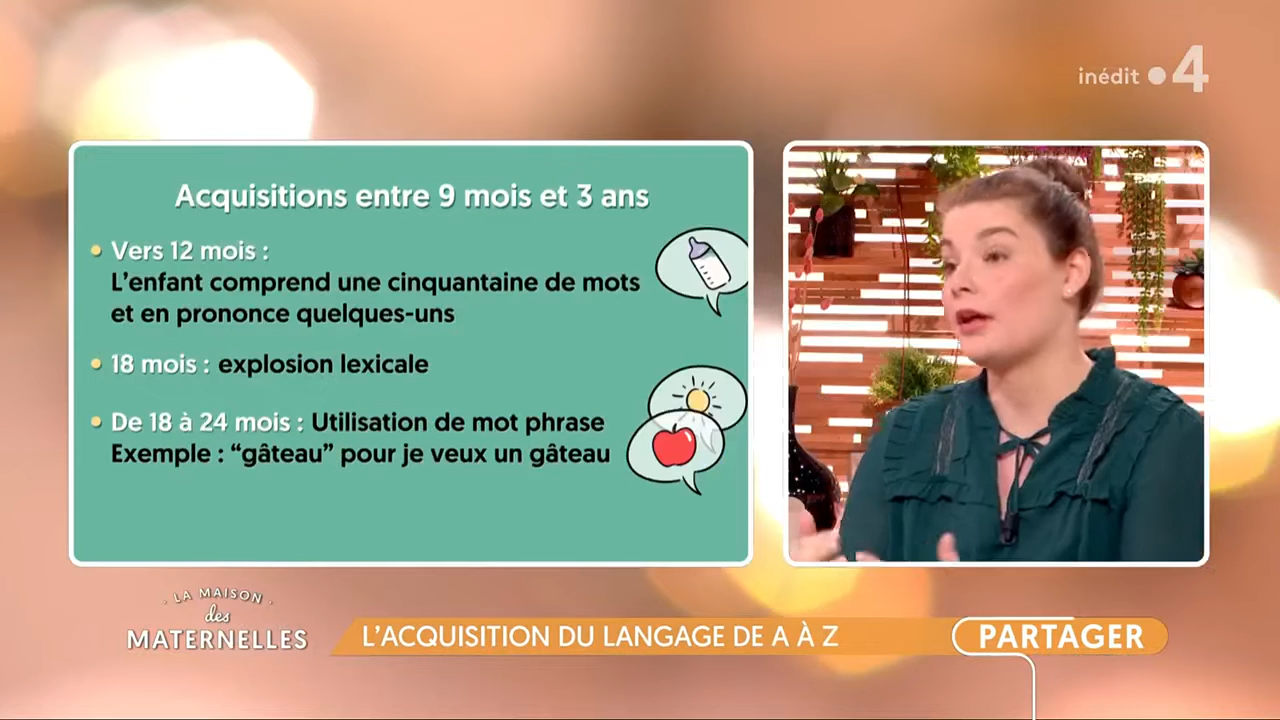 inédit 4
Acquisitions entre 9 mois et 3 ans
• Vers 12 mois :
L’enfant comprend une cinquantaine de mots
et en prononce quelques-uns
• 18 mois : explosion lexicale
• De 18 à 24 mois : Utilisation de mot phrase
Exemple : “gâteau” pour je veux un gâteau
LA MAISON
des
MATERNELLES
L’ACQUISITION DU LANGAGE DE A À Z
PARTAGER